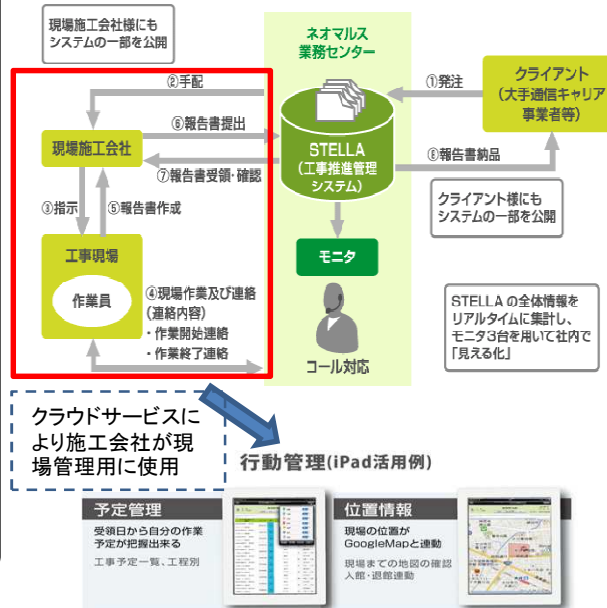 現場施工会社様にも
システムの一部を公開
ネオマルス
業務センター
クライアント
(大手通信キャリア
事業者等)
②手配
①発注
⑥報告書提出
現場施工会社
STELLA
(工事推進管理
システム)
⑧報告書納品
⑦報告書受領・確認
クライアント様にも
システムの一部を公開
③指示
⑤報告書作成
工事現場
作業員
④現場作業及び連絡
(連絡内容)
・作業開始連絡
・作業終了連絡
モニタ
コール対応
STELLAの全体情報を
リアルタイムに集計し、
モニタ3台を用いて社内で
「見える化」
クラウドサービスに
より施工会社が現
場管理用に使用
行動管理(iPad活用例)
予定管理
受領日から自分の作業
予定が把握出来る
工事予定一覧、工程別
位置情報
現場の位置が
GoogleMapと連動
現場までの地図の確認
入館・退館連動